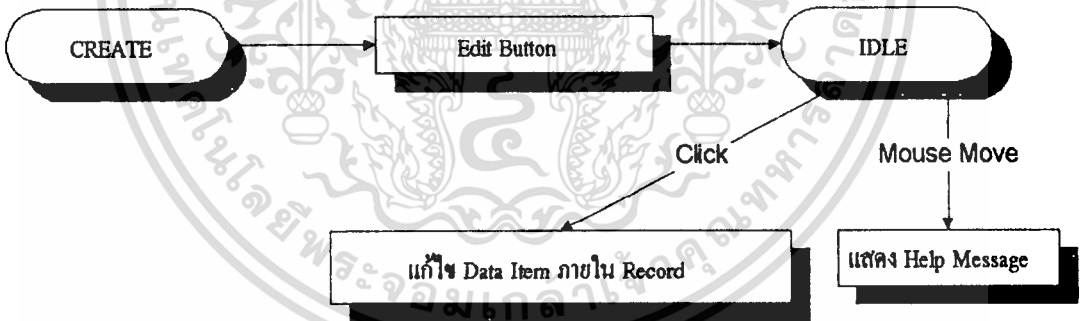 CREATE
Edit Button
IDLE
Click
Mouse Move
แก้ไข Data Item ภายใน Record
แสดง Help Message